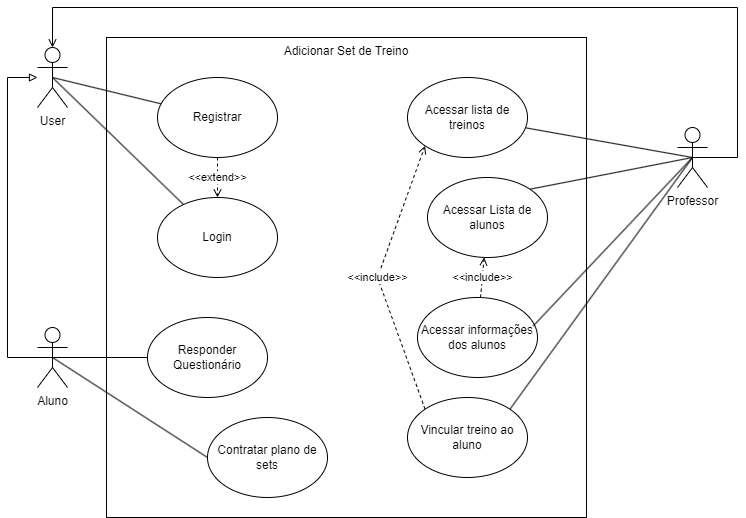 Adicionar Set de Treino
User
Registrar
<<extend>>
Login
Acessar lista de
treinos
Acessar Lista de
alunos
Professor
<<include>>
<<include>>
Acessar informações
dos alunos
Responder
Questionário
Aluno
Vincular treino ao
aluno
Contratar plano de
sets